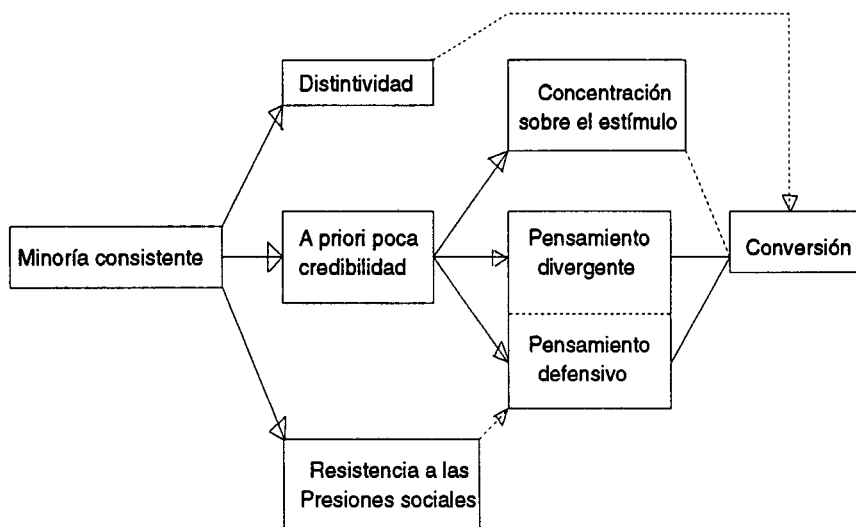 Distintividad
Concentración
sobre el estímulo
Minoría consistente
A priori poca
credibilidad
Pensamiento
divergente
Conversión
Pensamiento
defensivo
Resistencia a las
Presiones sociales